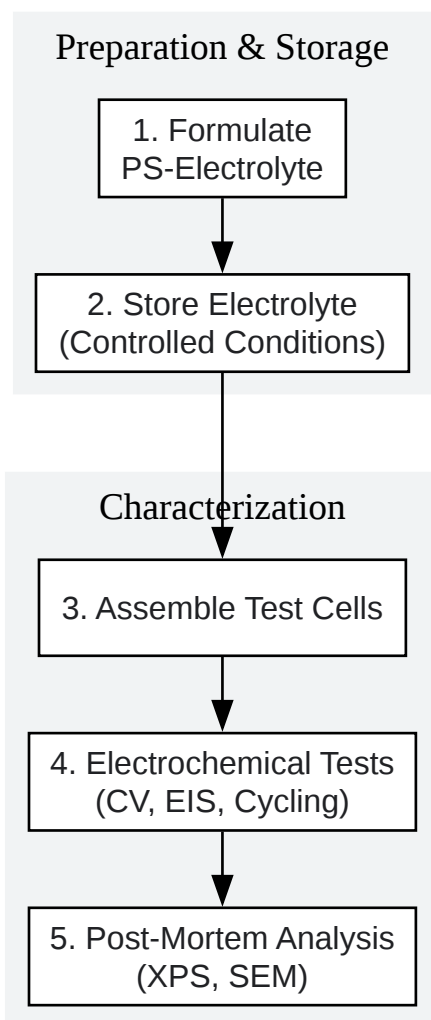 Preparation & Storage
1. Formulate
PS-Electrolyte
2. Store Electrolyte
(Controlled Conditions)
Characterization
3. Assemble Test Cells
4. Electrochemical Tests
(CV, EIS, Cycling)
5. Post-Mortem Analysis
(XPS, SEM)